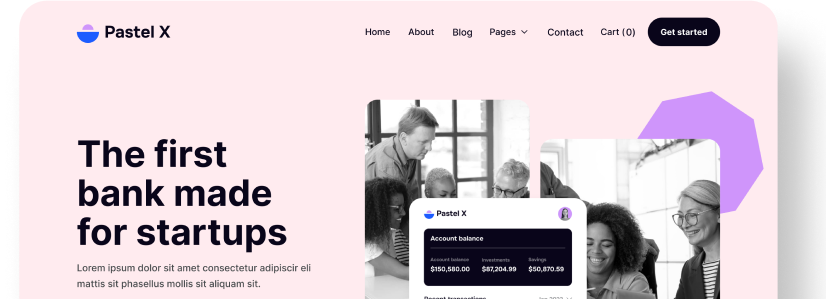 Pastel X
Home About Blog Pages Contact Cart (0) Get started
The first
bank made
for startups
Lorem ipsum dolor sit amet consectetur adipiscir eli
mattis sit phasellus mollis sit aliquam sit.
Pastel X
Account balance
Account balance Investments Savings
$150,580.00 $87,204.99 $50,870.59
Recent transactions